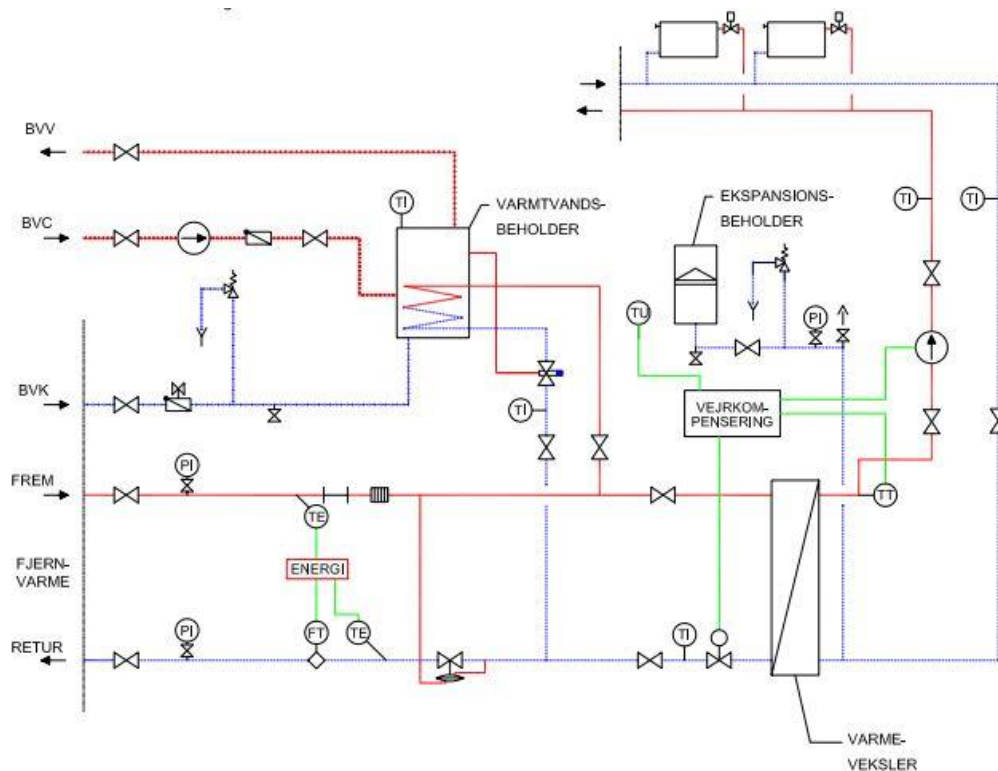 BVV
BVC
TI
VARMTVANDS-
BEHOLDER
EKSPANSIONS-
BEHOLDER
TI
TI
TU
PI
BVK
TI
VEJRKOM-
PENSERING
FREM
PI
TE
TT
FJERN-
VARME
ENERGI
RETUR
PI
FT
TE
TI
VARME-
VEKSLER